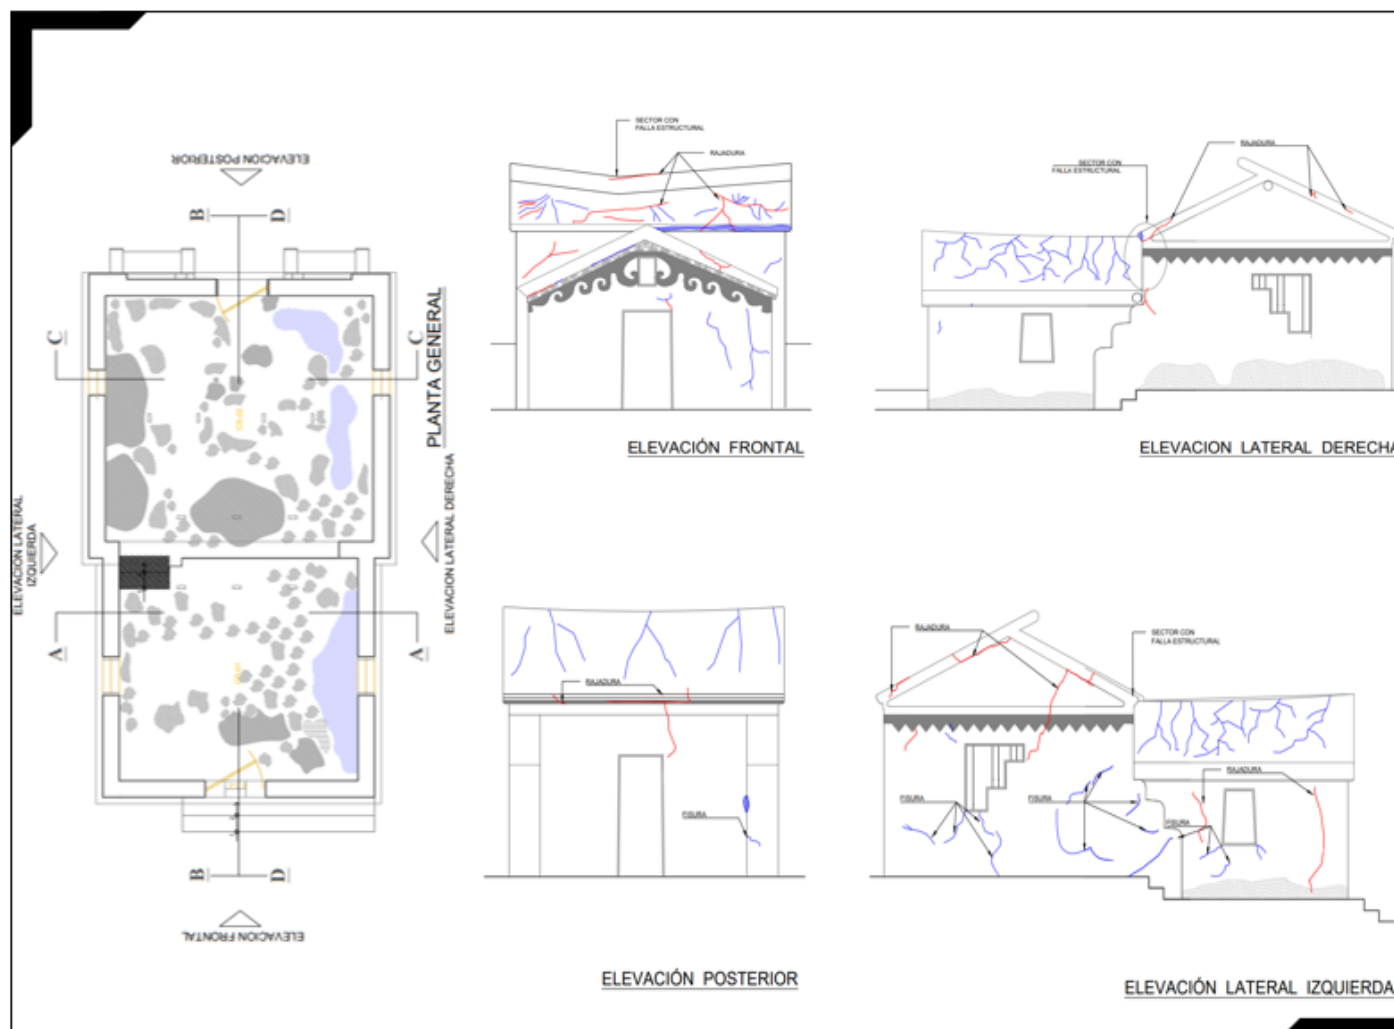 ELEVACION POSTERIOR
B
D
C
C
PLANTA GENERAL
ELEVACION LATERAL
IZQUIERDA
ELEVACION LATERAL DERECHA
A
A
B
D
ELEVACION FRONTAL
SECTOR CON
FALLA ESTRUCTURAL
RAJADURA
ELEVACIÓN FRONTAL
SECTOR CON
FALLA ESTRUCTURAL
RAJADURA
ELEVACION LATERAL DERECHA
RAJADURA
FISURA
ELEVACIÓN POSTERIOR
RAJADURA
SECTOR CON
FALLA ESTRUCTURAL
RAJADURA
FISURA
FISURA
FISURA
ELEVACIÓN LATERAL IZQUIERDA